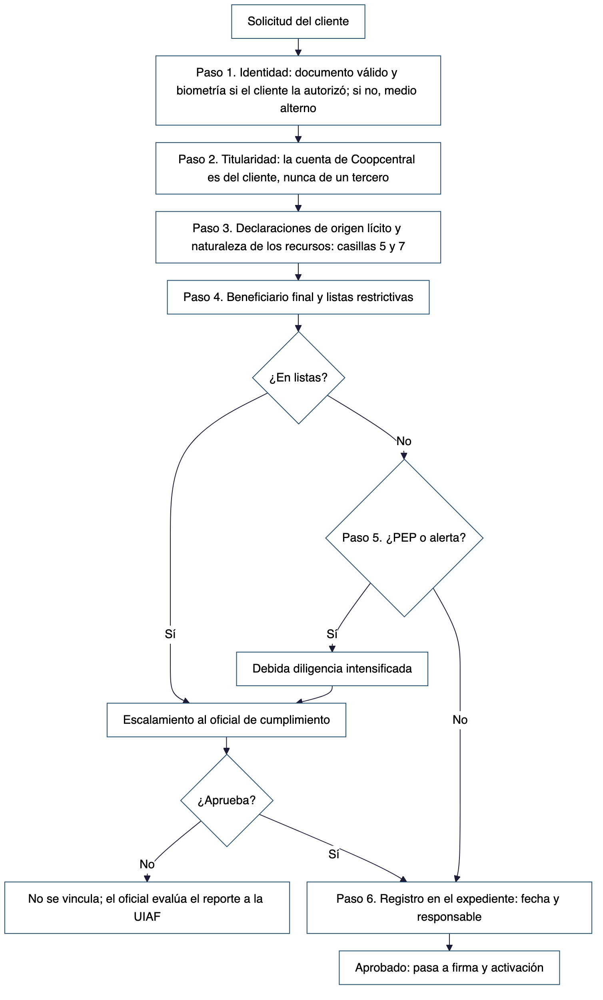 Solicitud del cliente
Paso 1. Identidad: documento válido y
biometría si el cliente la autorizó; si no, medio
alterno
Paso 2. Titularidad: la cuenta de Coopcentral
es del cliente, nunca de un tercero
Paso 3. Declaraciones de origen lícito y
naturaleza de los recursos: casillas 5 y 7
Paso 4. Beneficiario final y listas restrictivas
¿En listas?
No
Paso 5. ¿PEP o alerta?
Sí
Sí
Debida diligencia intensificada
Escalamiento al oficial de cumplimiento
No
¿Aprueba?
Sí
No
No se vincula; el oficial evalúa el reporte a la
UIAF
Paso 6. Registro en el expediente: fecha y
responsable
Aprobado: pasa a firma y activación